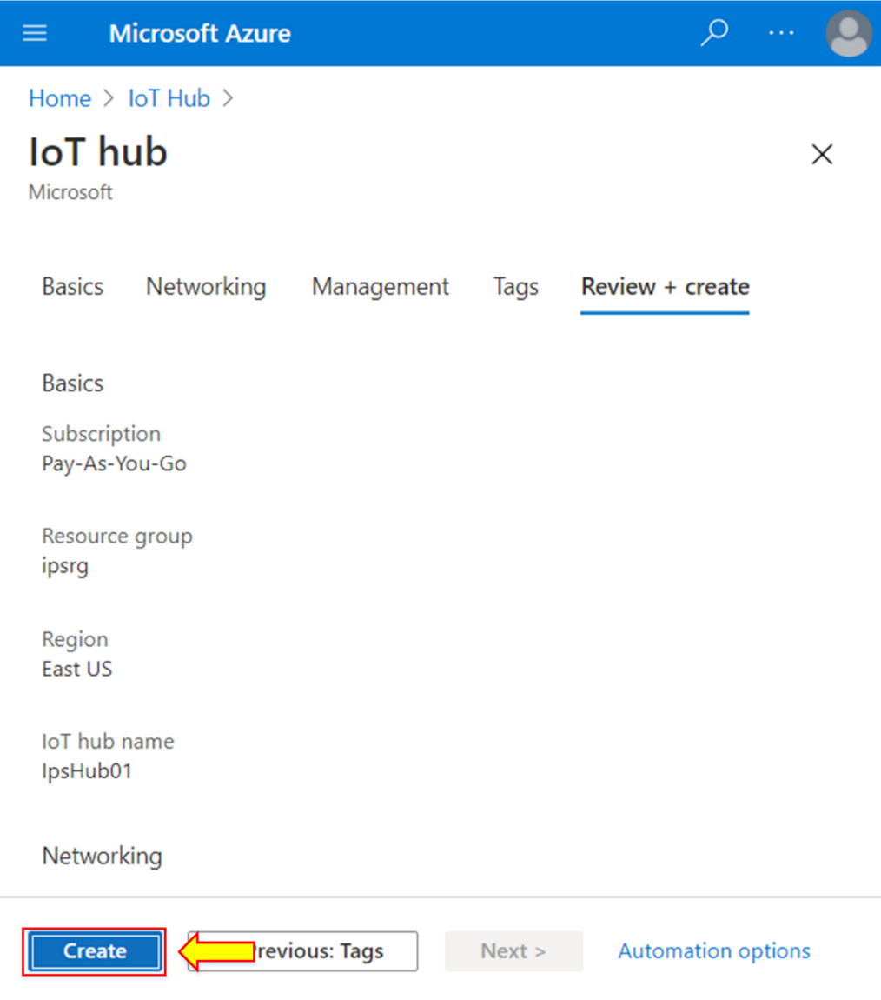 Microsoft Azure
Home > IoT Hub >
IoT hub
Microsoft
Basics Networking Management Tags Review + create
Basics
Subscription
Pay-As-You-Go
Resource group
ipsrg
Region
East US
IoT hub name
IpsHub01
Networking
Create revious: Tags Next > Automation options